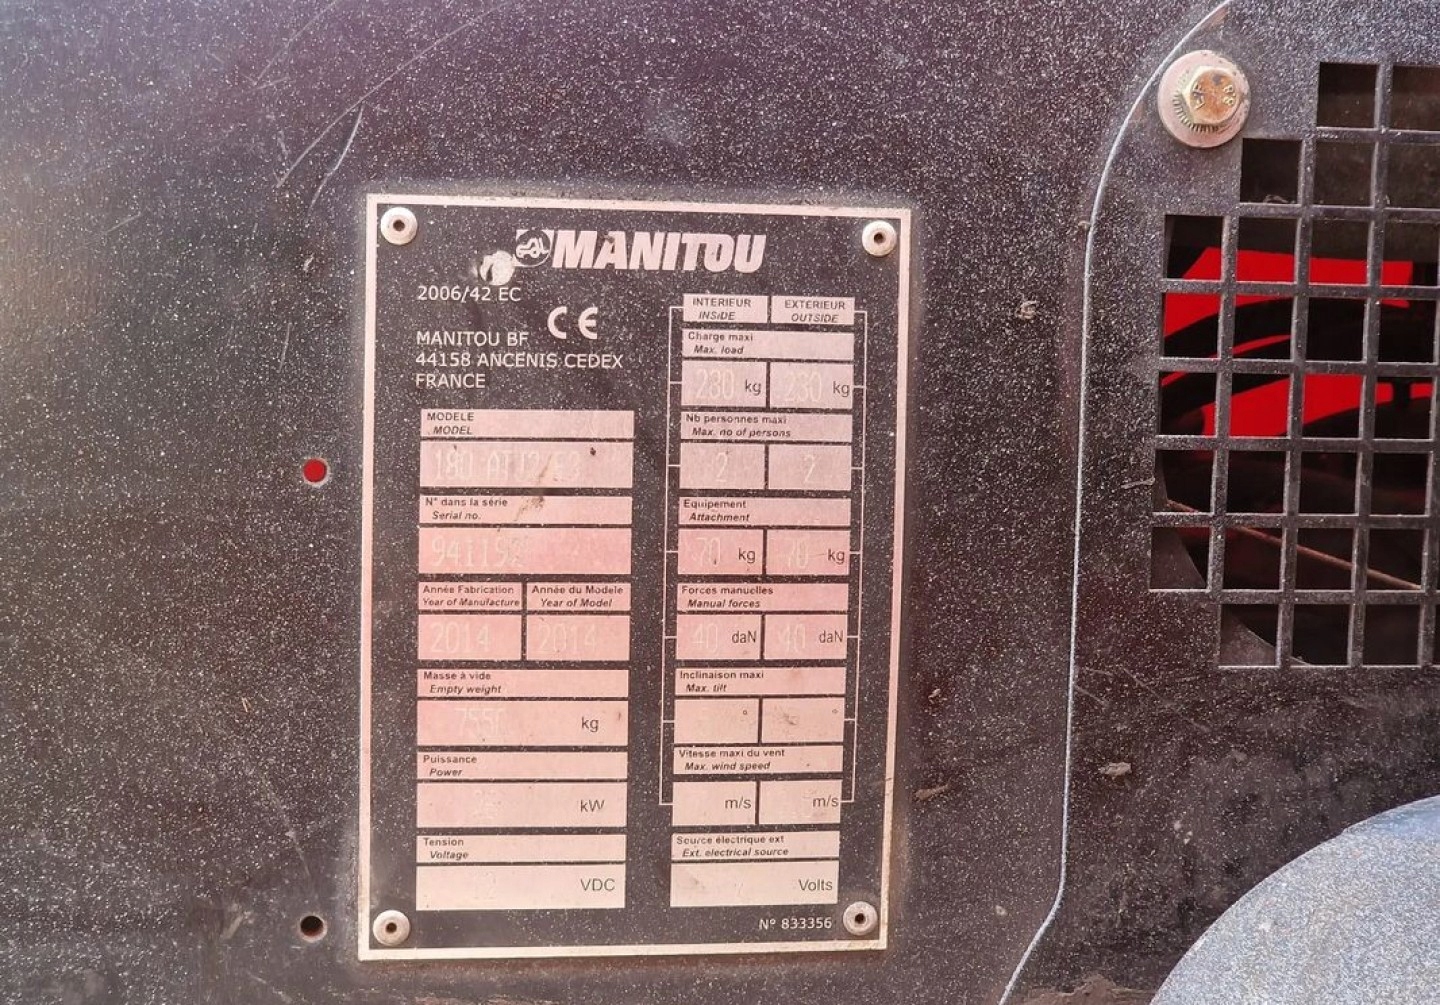 MANITOU
2006/42 EC
CE
MANITOU BF
44158 ANCENIS CEDEX
FRANCE
MODELE
MODEL
N° dans la série
Serial no.
Année Fabrication
Year of Manufacture
Année du Modele
Year of Model
2014
2014
Masse à vide
Empty weight
7550 kg
Puissance
Power
kW
Tension
Voltage
VDC
INTERIEUR
INSIDE
EXTERIEUR
OUTSIDE
Charge maxi
Max. load
230 kg
230 kg
Nb personnes maxi
Max. no of persons
2
2
Equipement
Attachment
70 kg
70 kg
Forces manuelles
Manual forces
40 daN
40 daN
Inclinaison maxi
Max. tilt
°
°
Vitesse maxi du vent
Max. wind speed
m/s
m/s
Source électrique ext
Ext. electrical source
Volts
N° 833356